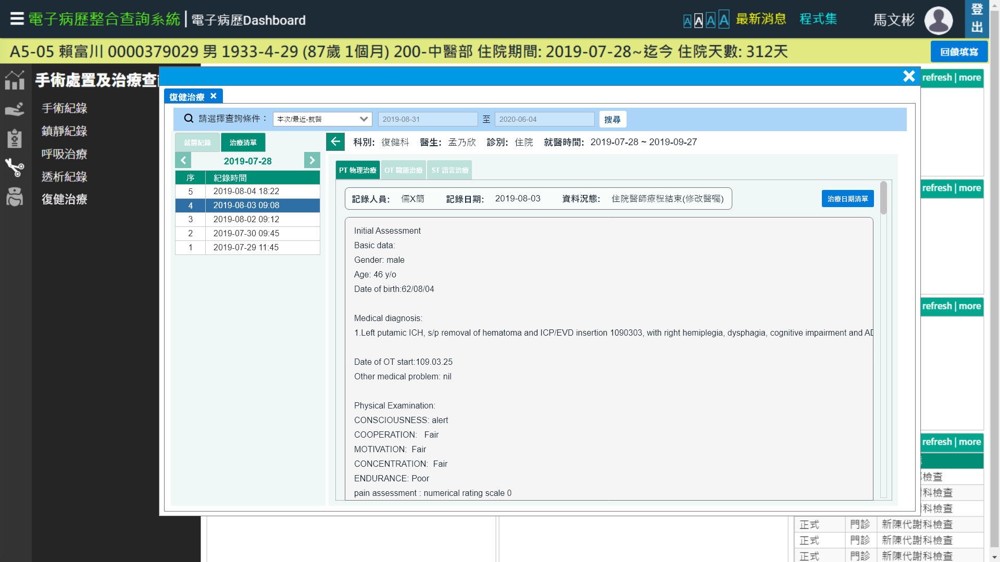 電子病歷整合查詢系統 | 電子病歷Dashboard
A A A A 最新消息 程式集 馬文彬 登出
A5-05 賴富川 0000379029 男 1933-4-29 (87歲 1個月) 200-中醫部 住院期間: 2019-07-28~迄今 住院天數: 312天 回饋填寫
手術處置及治療查
手術紀錄
鎮靜紀錄
呼吸治療
透析紀錄
復健治療
復健治療
請選擇查詢條件： 本次/最近-就醫 2019-08-31 至 2020-06-04 搜尋
就醫紀錄 治療清單
2019-07-28
序 紀錄時間
5 2019-08-04 18:22
4 2019-08-03 09:08
3 2019-08-02 09:12
2 2019-07-30 09:45
1 2019-07-29 11:45
科別: 復健科 醫生: 孟乃欣 診別: 住院 就醫時間: 2019-07-28 ~ 2019-09-27
PT 物理治療 OT 職能治療 ST 語言治療
記錄人員: 儒X簡 記錄日期: 2019-08-03 資料況態: 住院醫師療程結束(修改醫囑) 治療日期清單
Initial Assessment
Basic data:
Gender: male
Age: 46 y/o
Date of birth:62/08/04
Medical diagnosis:
1.Left putamic ICH, s/p removal of hematoma and ICP/EVD insertion 1090303, with right hemiplegia, dysphagia, cognitive impairment and AD
Date of OT start:109.03.25
Other medical problem: nil
Physical Examination:
CONSCIOUSNESS: alert
COOPERATION: Fair
MOTIVATION: Fair
CONCENTRATION: Fair
ENDURANCE: Poor
pain assessment : numerical rating scale 0
refresh | more
refresh | more
refresh | more
refresh | more
檢查
科檢查
科檢查
正式 門診 新陳代謝科檢查
正式 門診 新陳代謝科檢查
正式 門診 新陳代謝科檢查